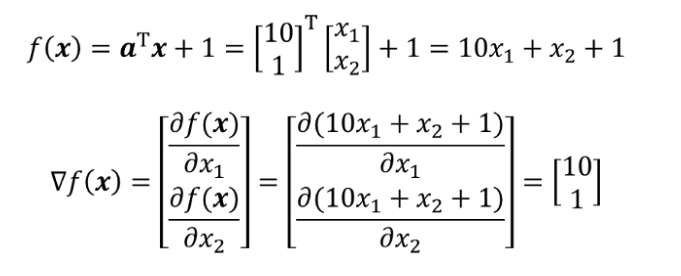 f(x) = aᵀx + 1 = [10 1]ᵀ [x₁ x₂] + 1 = 10x₁ + x₂ + 1
∇f(x) = [∂f(x)/∂x₁ ∂f(x)/∂x₂] = [∂(10x₁ + x₂ + 1)/∂x₁ ∂(10x₁ + x₂ + 1)/∂x₂] = [10 1]